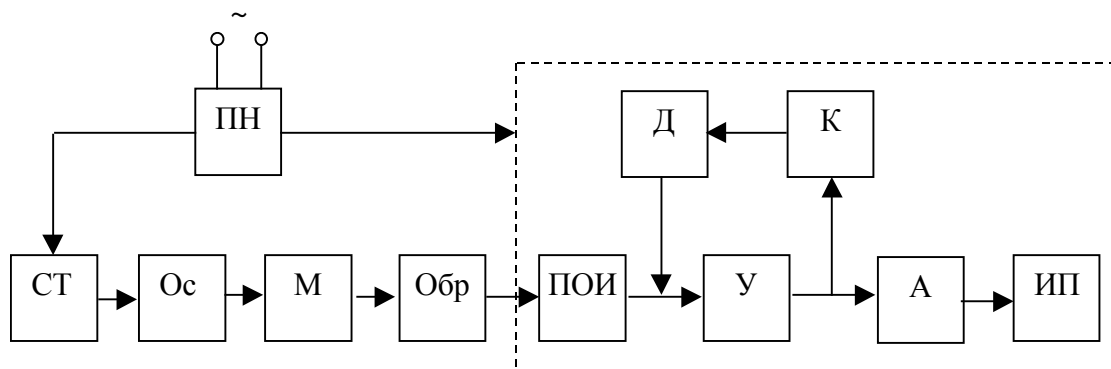 ~
ПН
Д
К
СТ
Ос
М
Обр
ПОИ
У
А
ИП